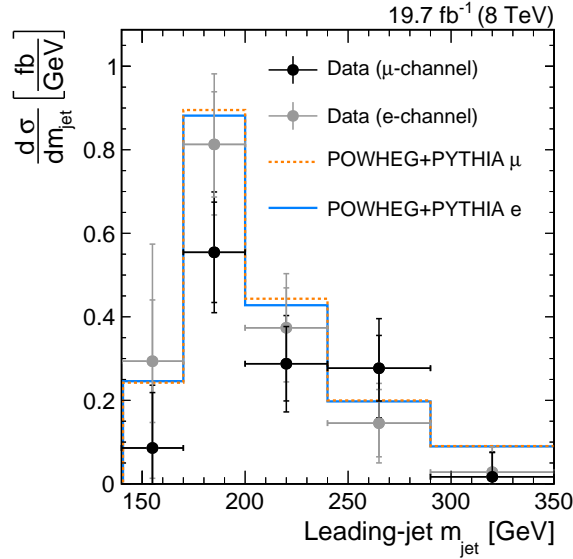 19.7 fb⁻¹ (8 TeV)
dσ/dm_jet [fb/GeV]
1
0.8
0.6
0.4
0.2
0
Data (μ-channel)
Data (e-channel)
POWHEG+PYTHIA μ
POWHEG+PYTHIA e
150 200 250 300 350
Leading-jet m_jet [GeV]